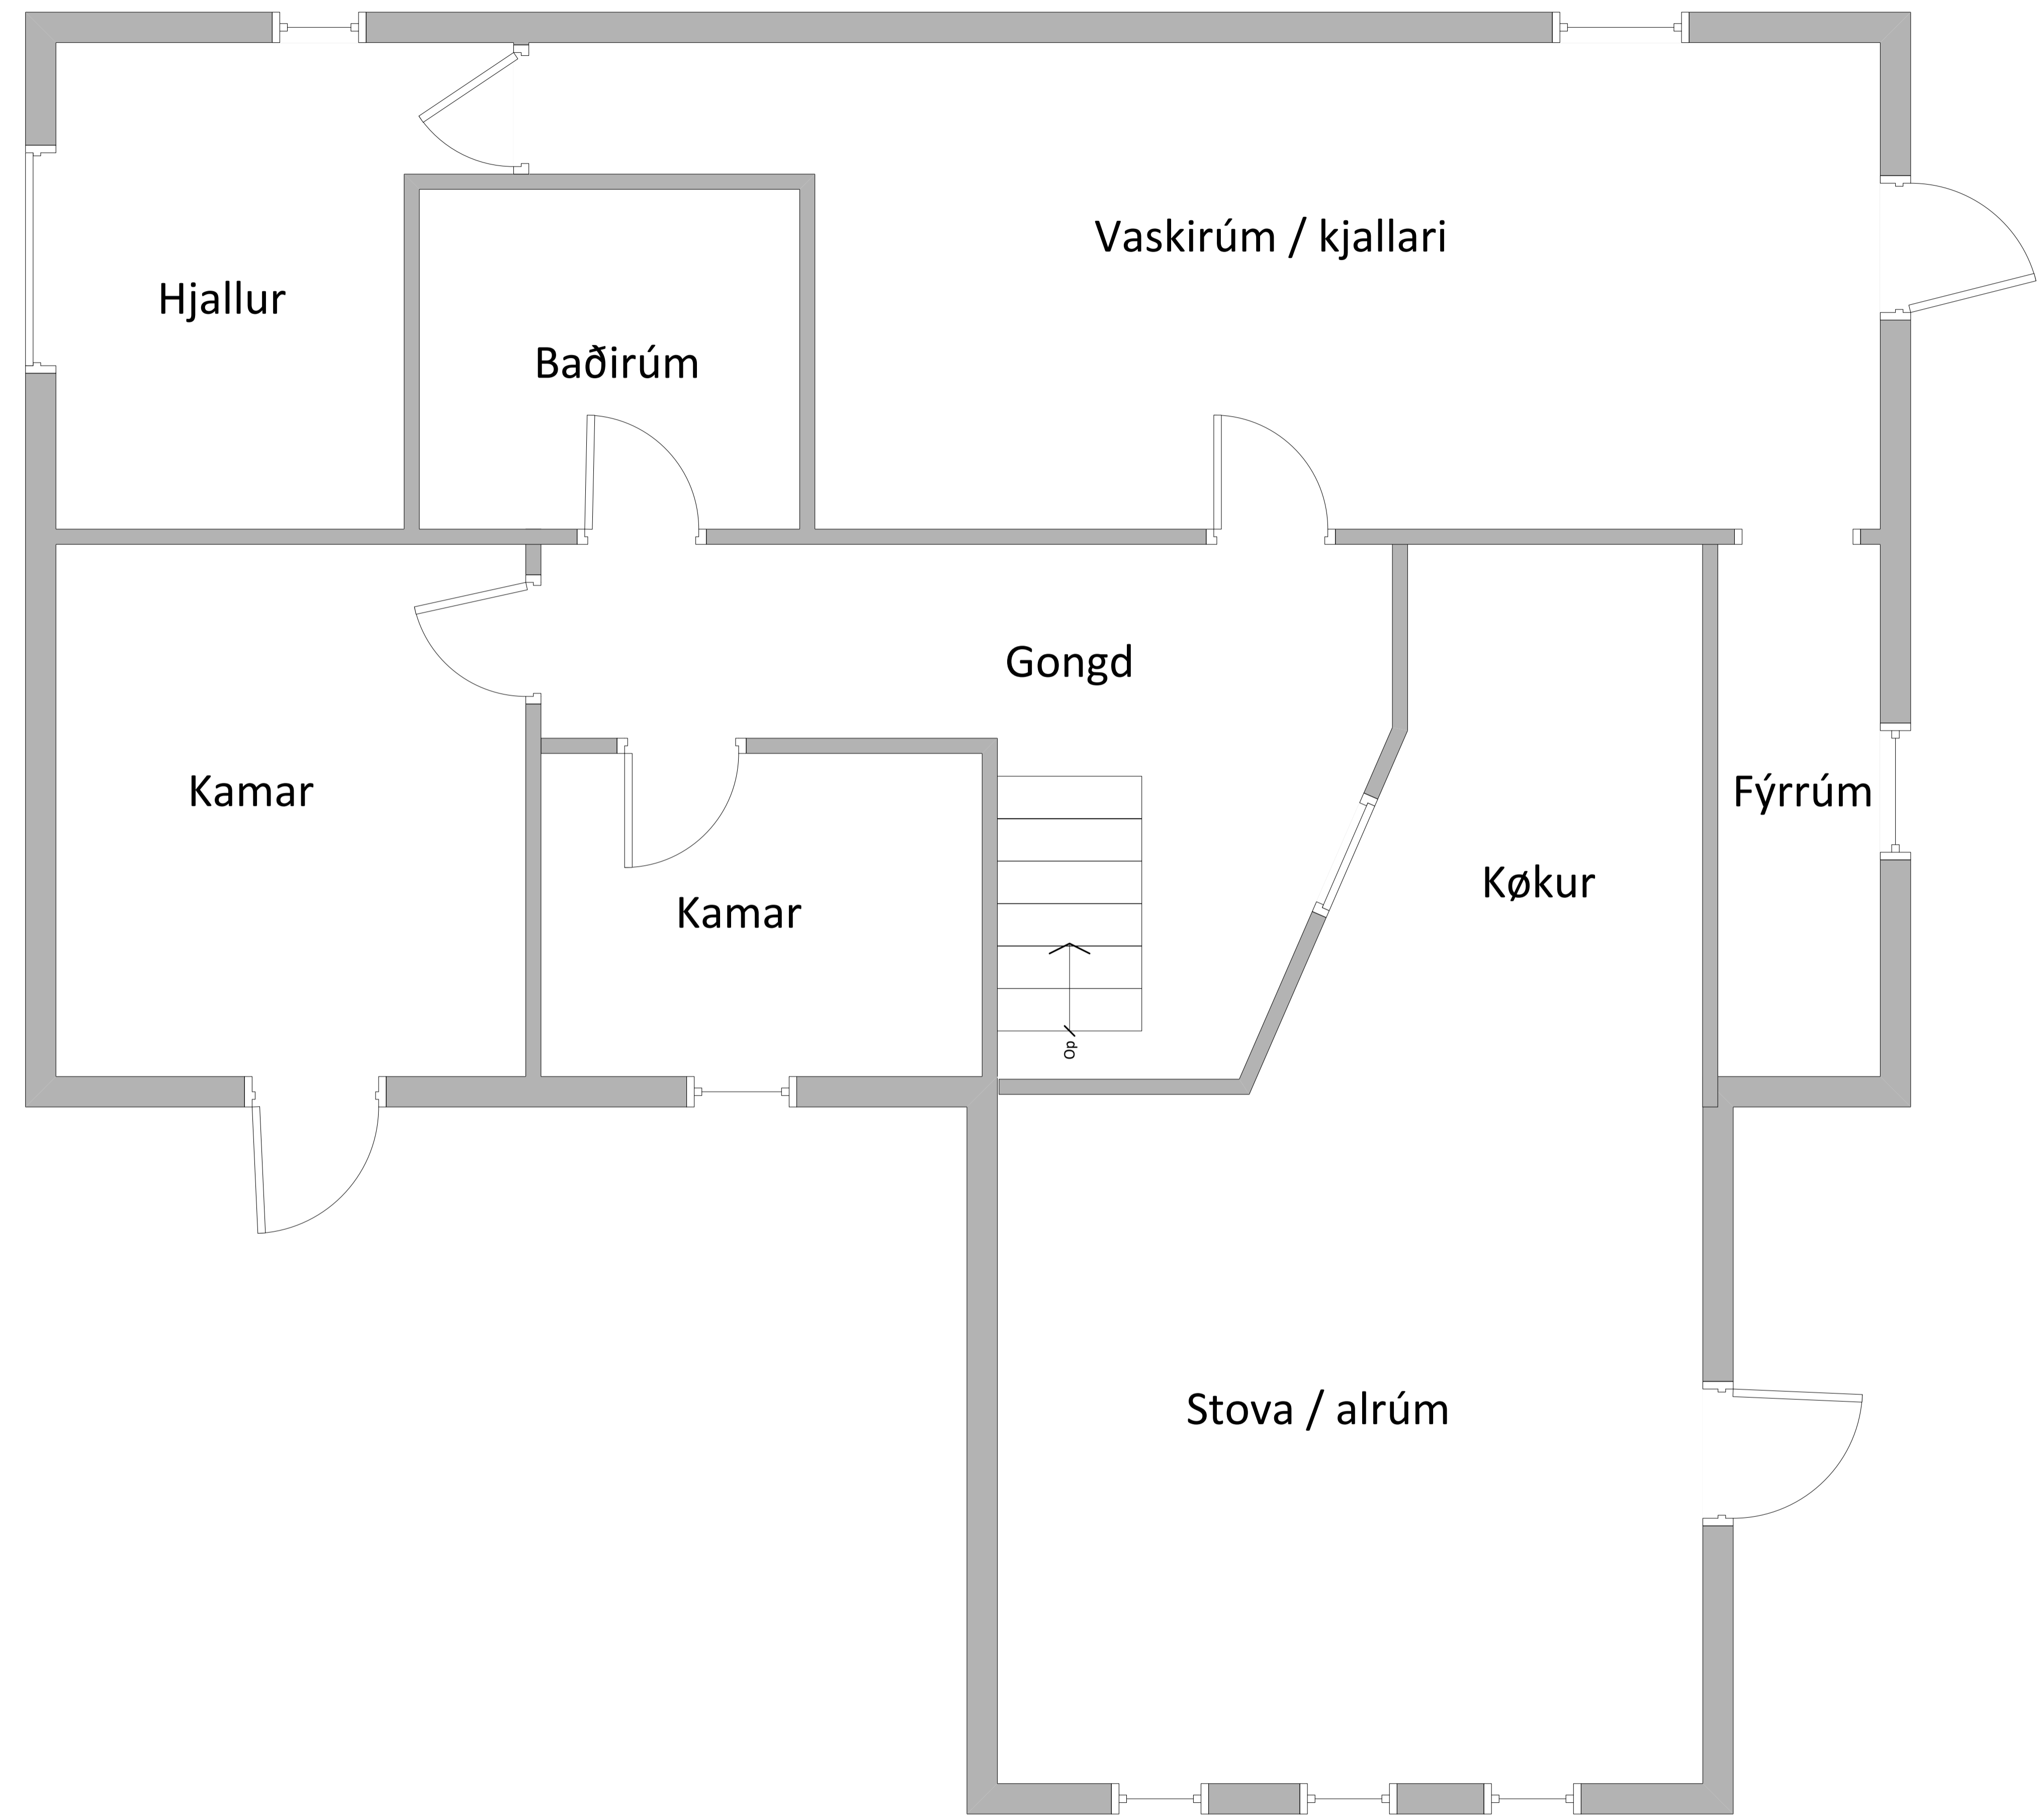 Vaskirúm / kjallari
Hjallur
Baðirúm
Gongd
Kamar
Fýrrúm
Køkur
Kamar
Op
Stova / alrúm